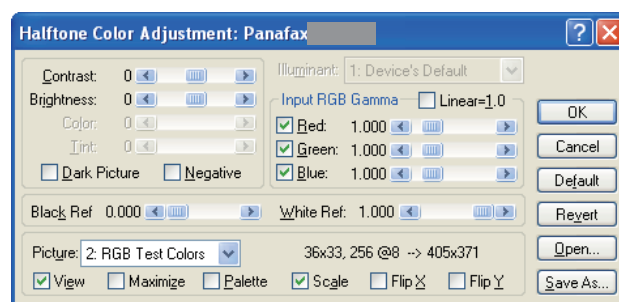 Halftone Color Adjustment: Panafax
Contrast: 0
Brightness: 0
Color: 0
Tint: 0
Dark Picture Negative
Illuminant: 1: Device's Default
Input RGB Gamma Linear=1.0
Red: 1.000
Green: 1.000
Blue: 1.000
OK
Cancel
Default
Revert
Open...
Save As...
Black Ref 0.000 White Ref: 1.000
Picture: 2: RGB Test Colors 36x33, 256 @8 --> 405x371
View Maximize Palette Scale Flip X Flip Y